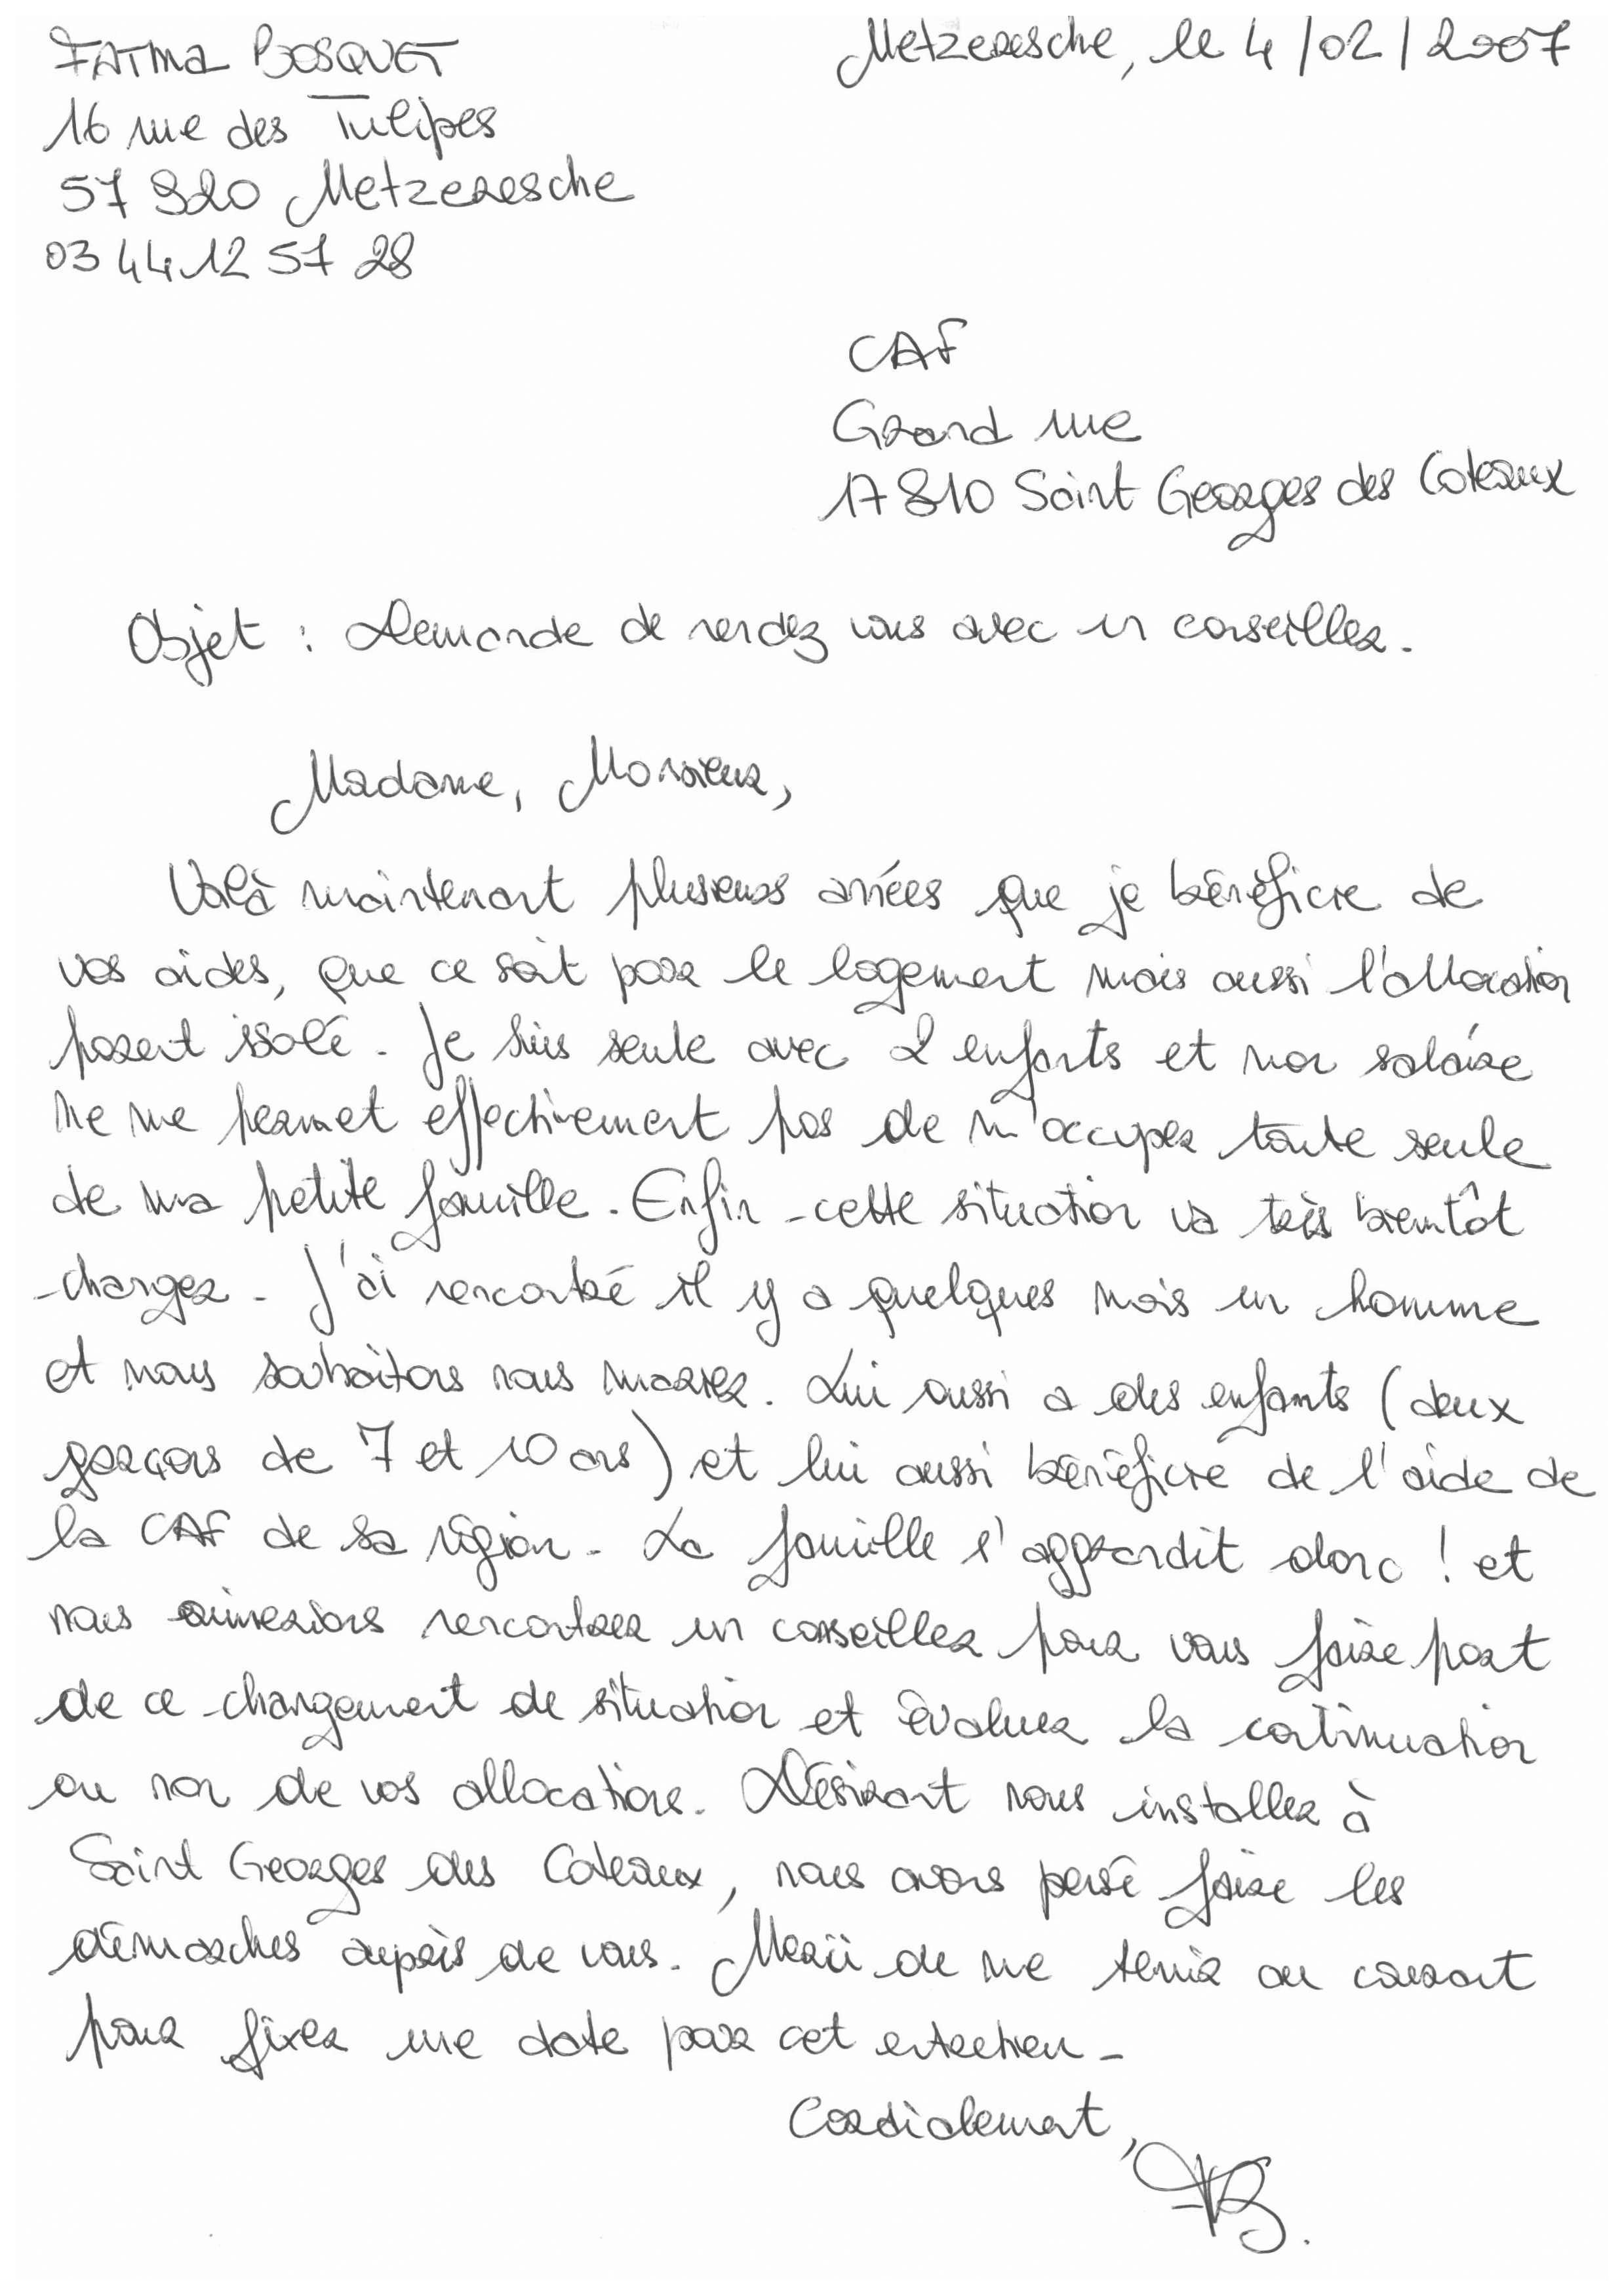 FATMA BOSQUET
Metzeresche, le 4/02/2007
16 rue des Tulipes
57 920 Metzeresche
03 44 12 57 28
CAF
Grand rue
17810 Saint Georges des Coteaux
Objet : Demande de rendez vous avec un conseiller.
Madame, Monsieur,
Voilà maintenant plusieurs années que je bénéficie de
vos aides, que ce soit pour le logement mais aussi l'allocation
parent isolé. Je suis seule avec 2 enfants et mon salaire
ne me permet effectivement pas de m'occuper toute seule
de ma petite famille. Enfin cette situation va très bientôt
changer. J'ai rencontré il y a quelques mois un homme
et nous souhaitons nous marier. Lui aussi a des enfants (deux
garçons de 7 et 10 ans) et lui aussi bénéficie de l'aide de
la CAF de sa région. La famille s'aggrandit donc ! et
nous aimerions rencontrer un conseiller pour vous faire part
de ce changement de situation et évaluer la continuation
ou non de vos allocations. Désirant nous installer à
Saint Georges des Coteaux, nous avons pensé faire les
démarches auprès de vous. Merci de me tenir au courant
pour fixer une date pour cet entretien.
Cordialement,
FB.